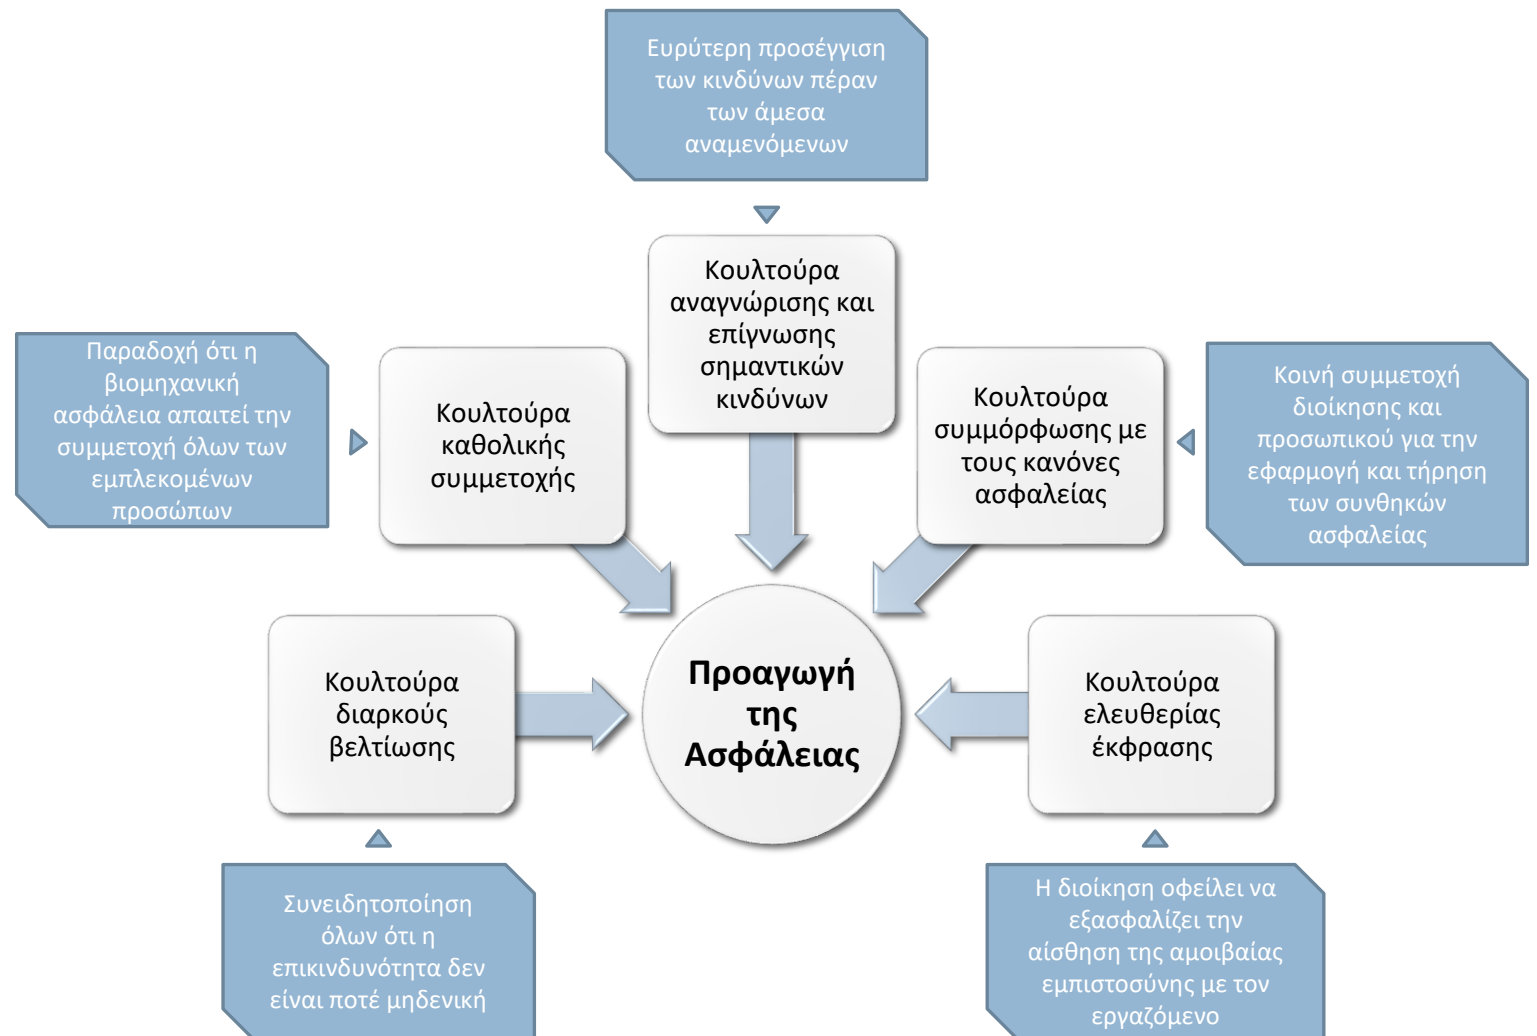 Ευρύτερη προσέγγιση
των κινδύνων πέραν
των άμεσα
αναμενόμενων
Κουλτούρα
αναγνώρισης και
επίγνωσης
σημαντικών
κινδύνων
Παραδοχή ότι η
βιομηχανική
ασφάλεια απαιτεί την
συμμετοχή όλων των
εμπλεκομένων
προσώπων
Κουλτούρα
καθολικής
συμμετοχής
Κουλτούρα
συμμόρφωσης με
τους κανόνες
ασφαλείας
Κοινή συμμετοχή
διοίκησης και
προσωπικού για την
εφαρμογή και τήρηση
των συνθηκών
ασφαλείας
Κουλτούρα
διαρκούς
βελτίωσης
Προαγωγή
της
Ασφάλειας
Κουλτούρα
ελευθερίας
έκφρασης
Συνειδητοποίηση
όλων ότι η
επικινδυνότητα δεν
είναι ποτέ μηδενική
Η διοίκηση οφείλει να
εξασφαλίζει την
αίσθηση της αμοιβαίας
εμπιστοσύνης με τον
εργαζόμενο